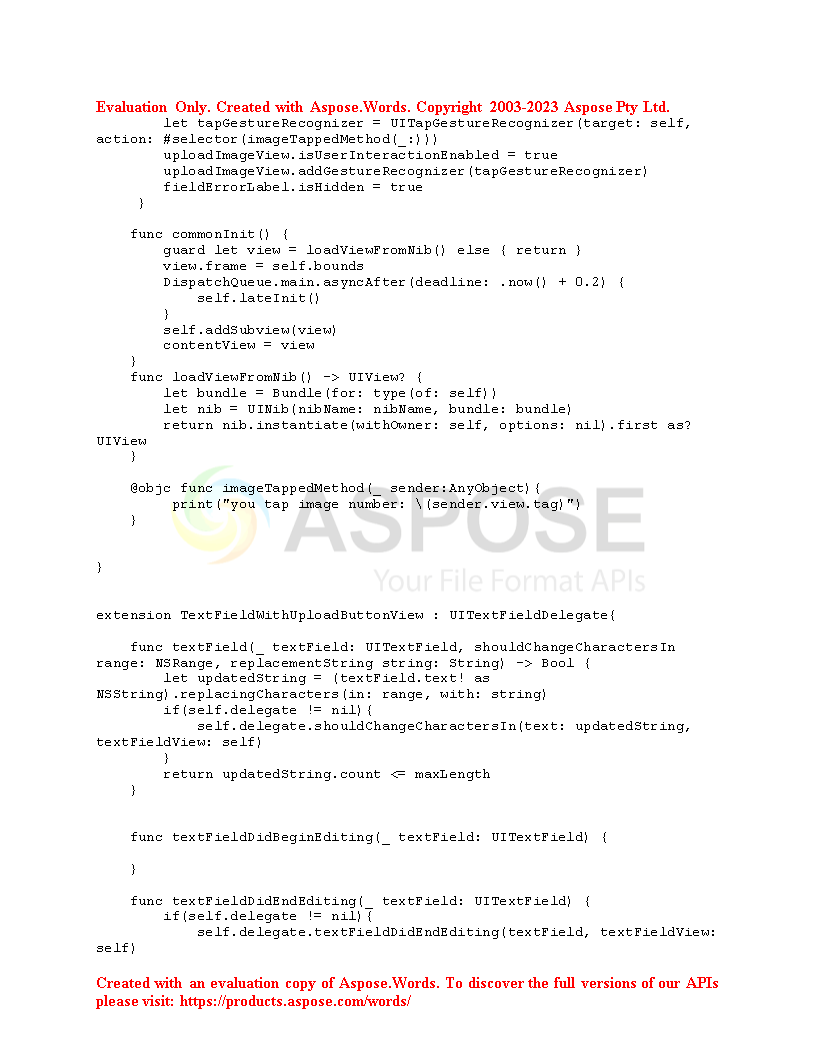 Evaluation Only. Created with Aspose.Words. Copyright 2003-2023 Aspose Pty Ltd.
        let tapGestureRecognizer = UITapGestureRecognizer(target: self,
action: #selector(imageTappedMethod(_:)))
        uploadImageView.isUserInteractionEnabled = true
        uploadImageView.addGestureRecognizer(tapGestureRecognizer)
        fieldErrorLabel.isHidden = true
     }
    func commonInit() {
        guard let view = loadViewFromNib() else { return }
        view.frame = self.bounds
        DispatchQueue.main.asyncAfter(deadline: .now() + 0.2) {
            self.lateInit()
        }
        self.addSubview(view)
        contentView = view
    }
    func loadViewFromNib() -> UIView? {
        let bundle = Bundle(for: type(of: self))
        let nib = UINib(nibName: nibName, bundle: bundle)
        return nib.instantiate(withOwner: self, options: nil).first as?
UIView
    }
    @objc func imageTappedMethod(_ sender:AnyObject){
         print("you tap image number: \(sender.view.tag)")
    }
ASPOSE
}
Your File Format APIs
extension TextFieldWithUploadButtonView : UITextFieldDelegate{
    func textField(_ textField: UITextField, shouldChangeCharactersIn
range: NSRange, replacementString string: String) -> Bool {
        let updatedString = (textField.text! as
NSString).replacingCharacters(in: range, with: string)
        if(self.delegate != nil){
            self.delegate.shouldChangeCharactersIn(text: updatedString,
textFieldView: self)
        }
        return updatedString.count <= maxLength
    }
    func textFieldDidBeginEditing(_ textField: UITextField) {
    }
    func textFieldDidEndEditing(_ textField: UITextField) {
        if(self.delegate != nil){
            self.delegate.textFieldDidEndEditing(textField, textFieldView:
self)
Created with an evaluation copy of Aspose.Words. To discover the full versions of our APIs
please visit: https://products.aspose.com/words/